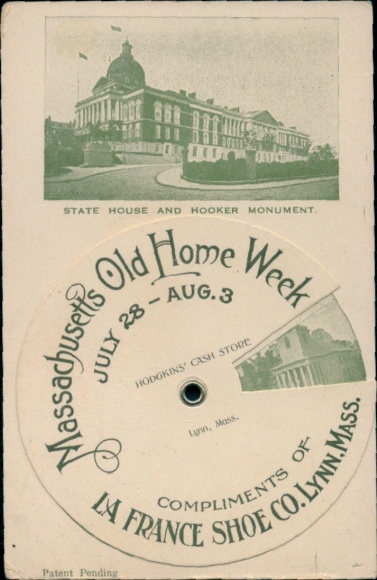 STATE HOUSE AND HOOKER MONUMENT.
Massachusetts Old Home Week
JULY 28 - AUG. 3
HODGKINS' CASH STORE
Lynn, Mass.
COMPLIMENTS OF
LA FRANCE SHOE CO. LYNN. MASS.
Patent Pending